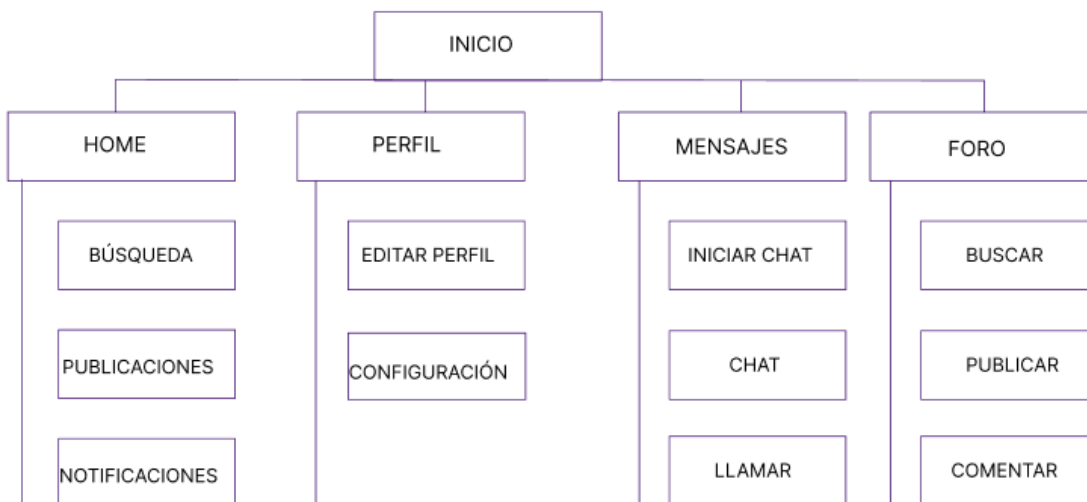 INICIO
HOME
PERFIL
MENSAJES
FORO
BÚSQUEDA
EDITAR PERFIL
INICIAR CHAT
BUSCAR
PUBLICACIONES
CONFIGURACIÓN
CHAT
PUBLICAR
NOTIFICACIONES
LLAMAR
COMENTAR